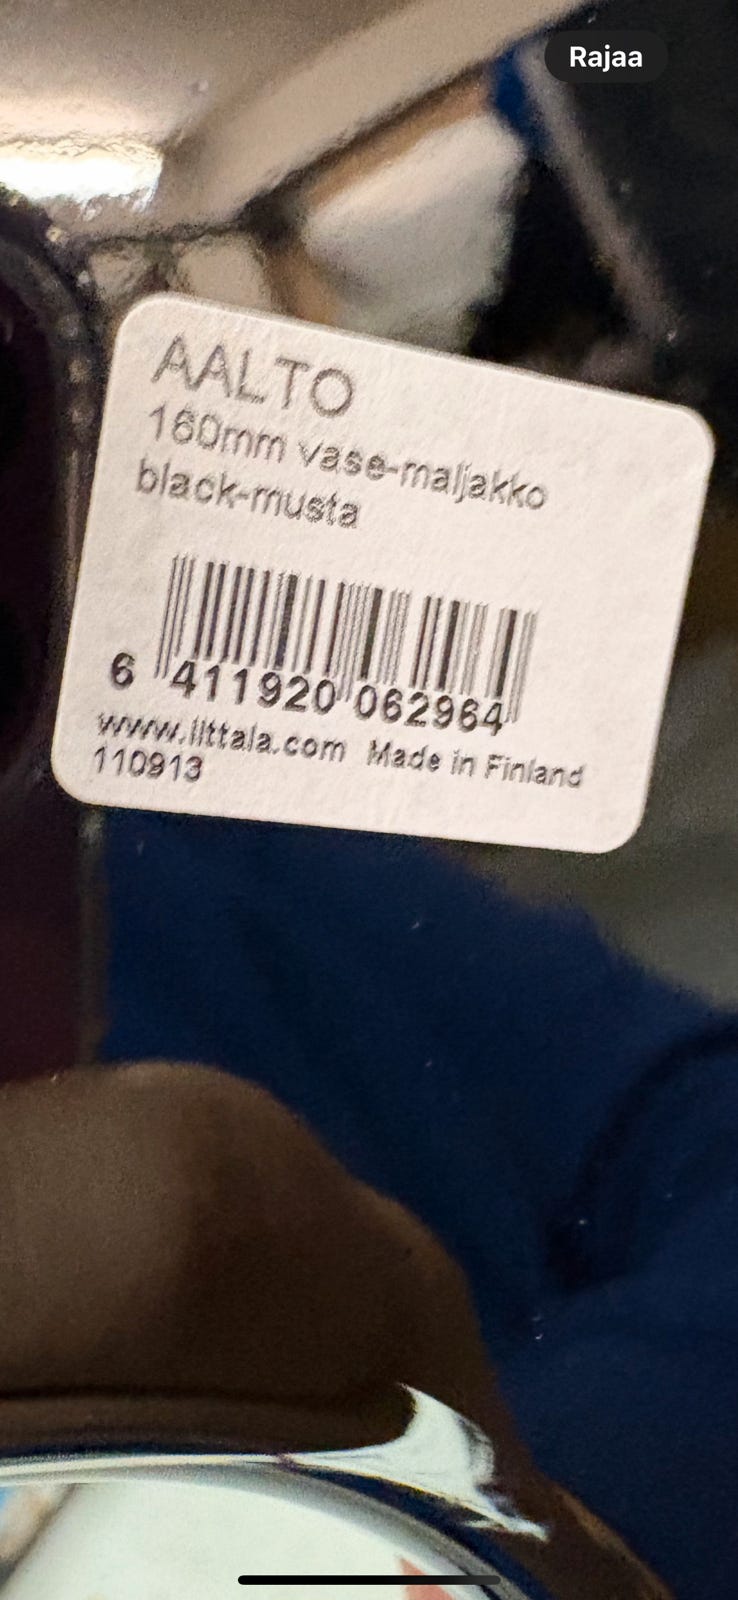 Rajaa
AALTO
160mm vase-maljakko
black-musta
6 411920 062964
www.iittala.com Made in Finland
110913